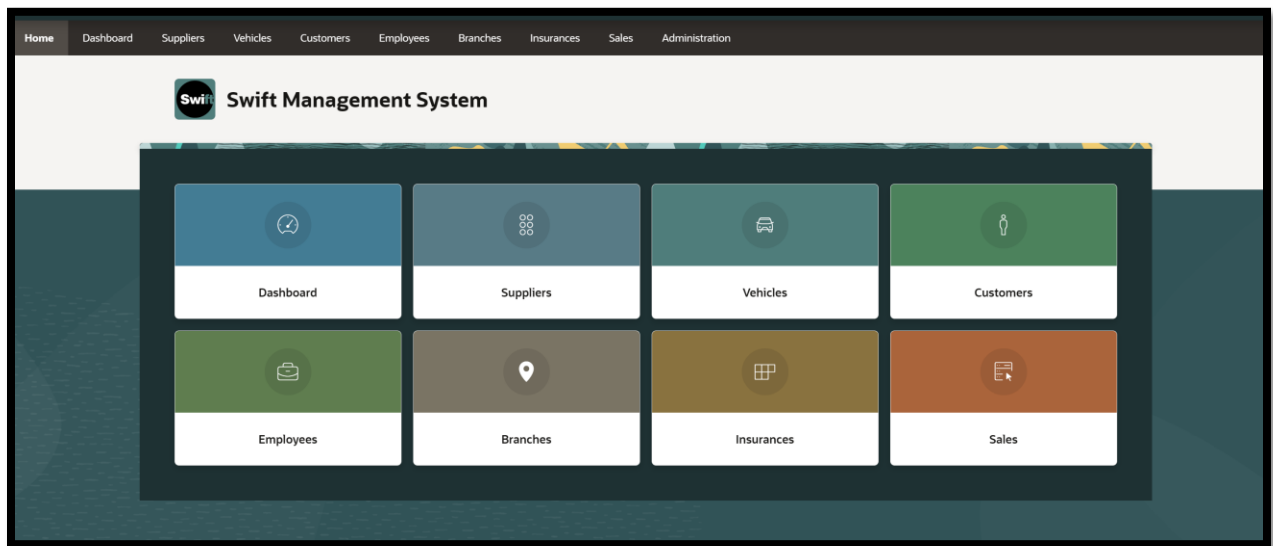 Home Dashboard Suppliers Vehicles Customers Employees Branches Insurances Sales Administration
Swift Swift Management System
Dashboard Suppliers Vehicles Customers
Employees Branches Insurances Sales